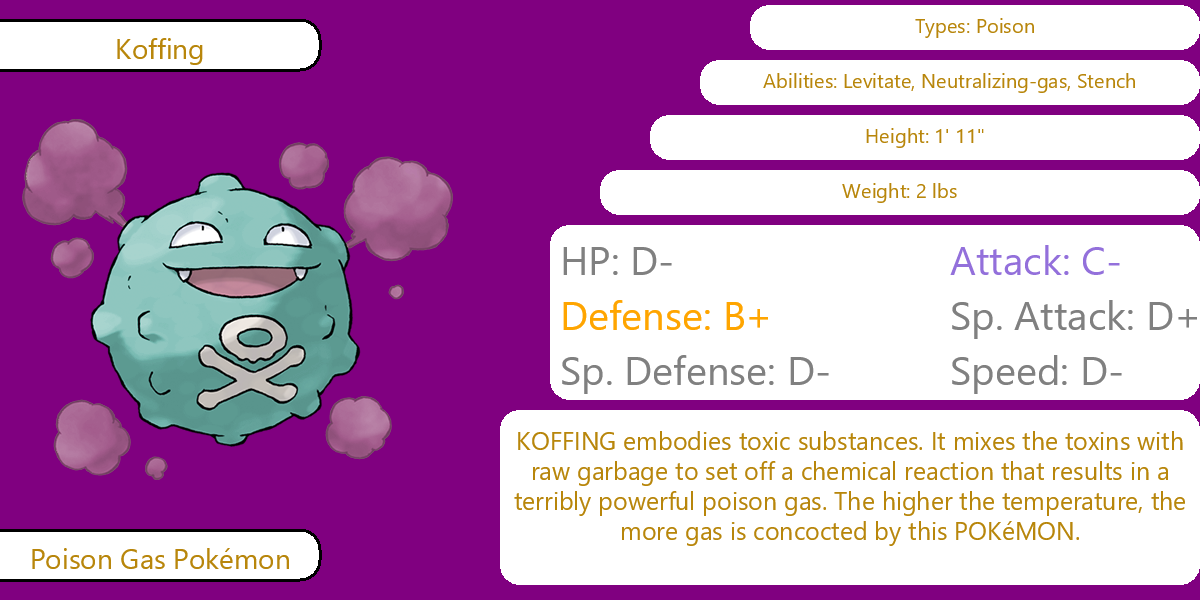 Koffing
Types: Poison
Abilities: Levitate, Neutralizing-gas, Stench
Height: 1' 11"
Weight: 2 lbs
HP: D-
Attack: C-
Defense: B+
Sp. Attack: D+
Sp. Defense: D-
Speed: D-
KOFFING embodies toxic substances. It mixes the toxins with
raw garbage to set off a chemical reaction that results in a
terribly powerful poison gas. The higher the temperature, the
more gas is concocted by this POKéMON.
Poison Gas Pokémon